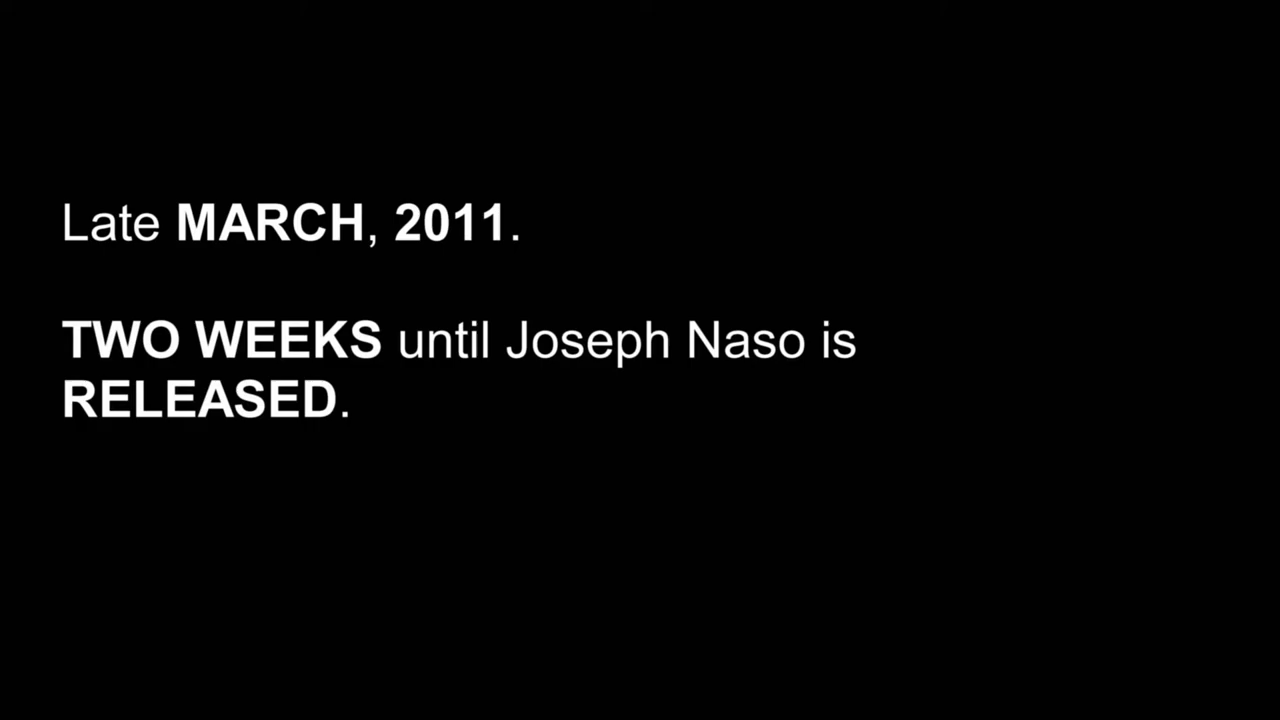 Late MARCH, 2011.
TWO WEEKS until Joseph Naso is
RELEASED.